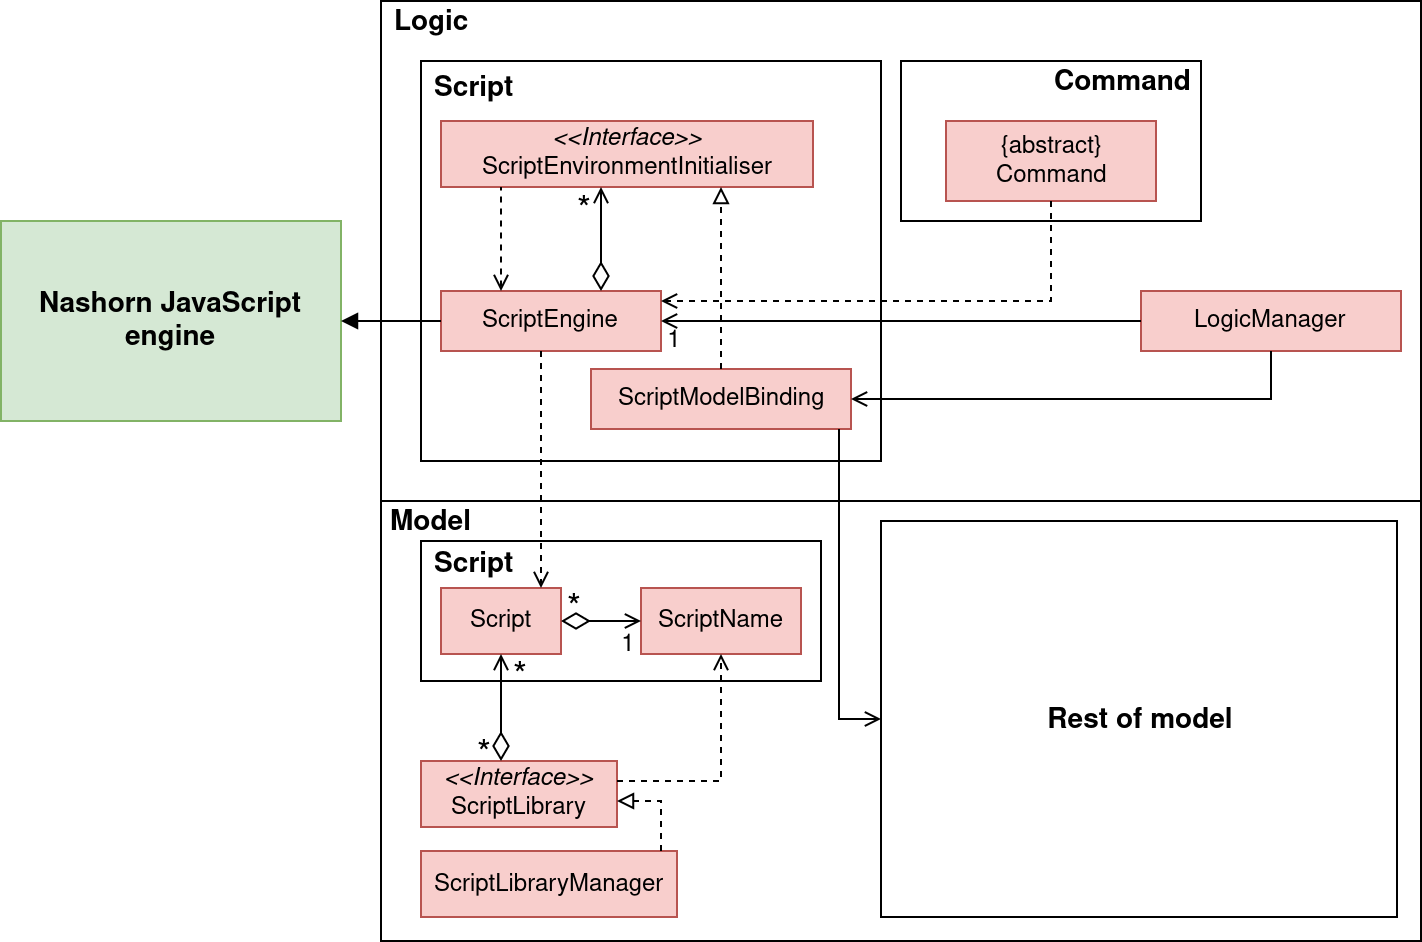 Logic
Script
Command
<<Interface>>
ScriptEnvironmentInitialiser
{abstract}
Command
*
Nashorn JavaScript
engine
ScriptEngine
1
LogicManager
ScriptModelBinding
Model
Script
Script
*
1
ScriptName
*
Rest of model
*
<<Interface>>
ScriptLibrary
ScriptLibraryManager